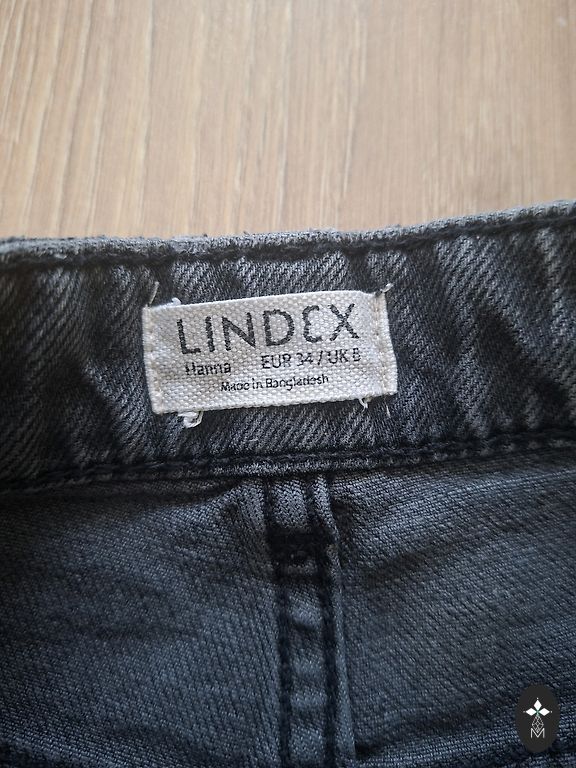 LINDEX
Hanna EUR 34 / UK 8
Made in Bangladesh
M